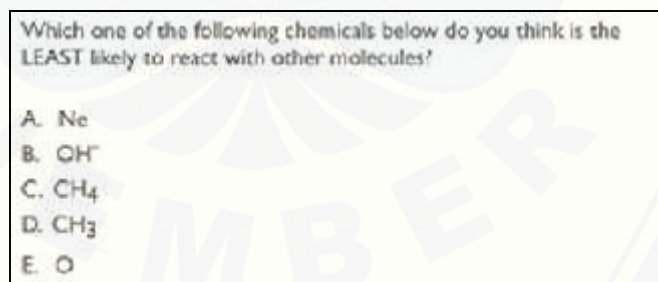 Which one of the following chemicals below do you think is the
LEAST likely to react with other molecules?
A. Ne
B. OH⁻
C. CH₄
D. CH₃
E. O
EMBER